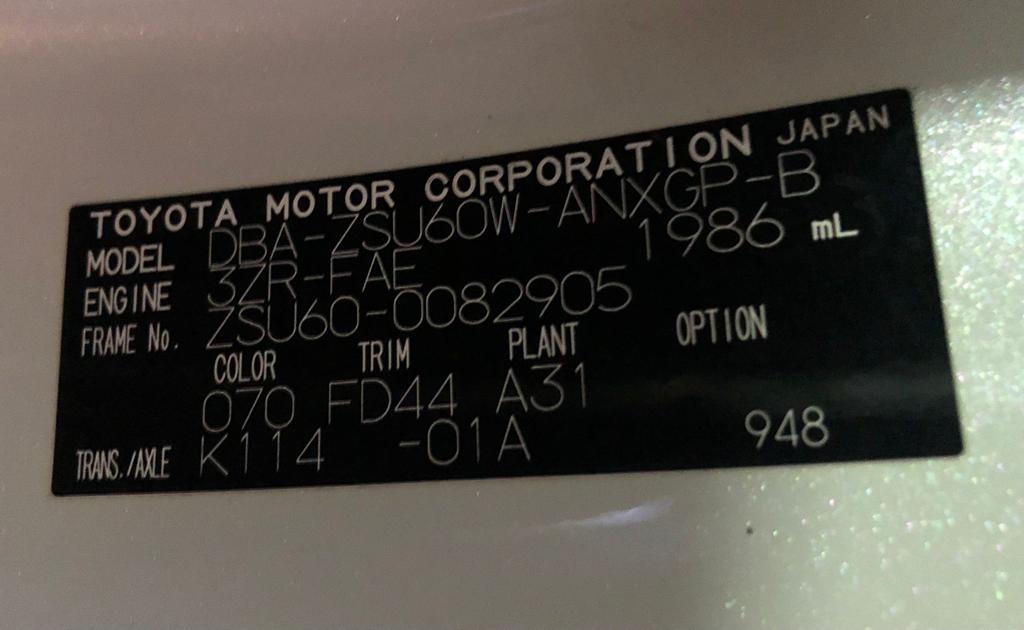 TOYOTA MOTOR CORPORATION JAPAN
MODEL DBA-ZSU60W-ANXGP-B
ENGINE 3ZR-FAE 1986 mL
FRAME No. ZSU60-0082905
COLOR TRIM PLANT OPTION
070 FD44 A31
TRANS./AXLE K114 -01A 948